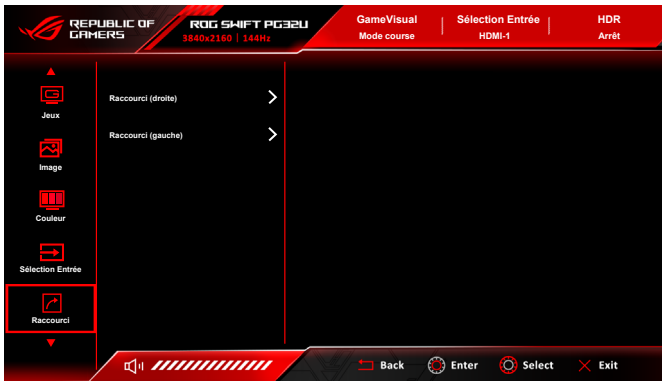 REPUBLIC OF
GAMERS
ROG SWIFT PG32U
3840x2160 | 144Hz
GameVisual
Mode course
Sélection Entrée
HDMI-1
HDR
Arrêt
Jeux
Image
Couleur
Sélection Entrée
Raccourci
Raccourci (droite)
Raccourci (gauche)
Back
Enter
Select
Exit